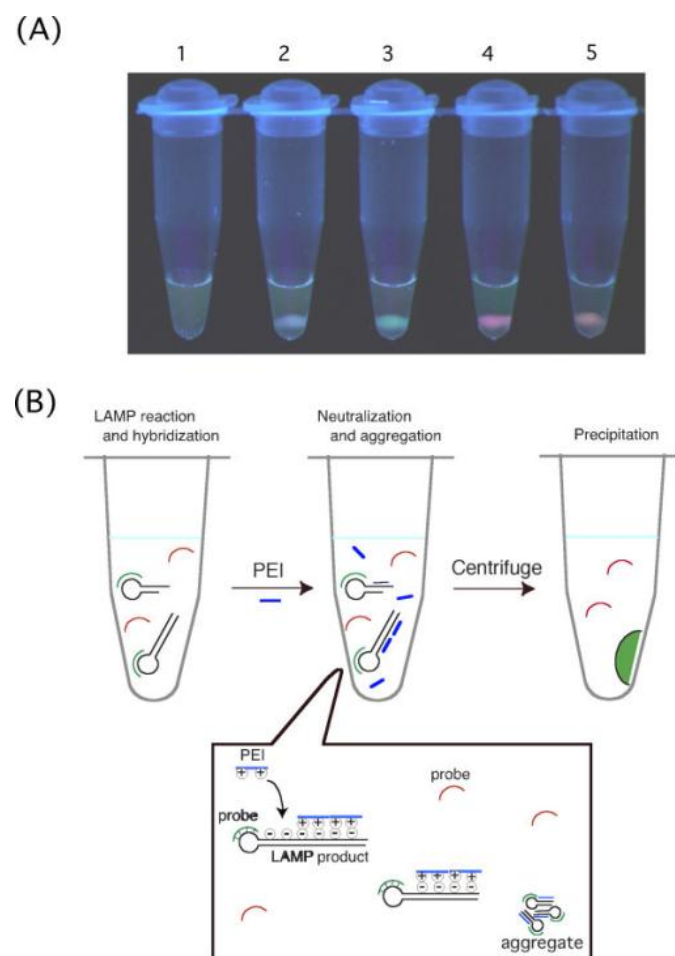 (A)
1 2 3 4 5
(B)
LAMP reaction
and hybridization
Neutralization
and aggregation
Precipitation
PEI
Centrifuge
PEI
+ +
probe
probe
- - - - - -
+ + + +
LAMP product
+ + + +
- - - -
aggregate